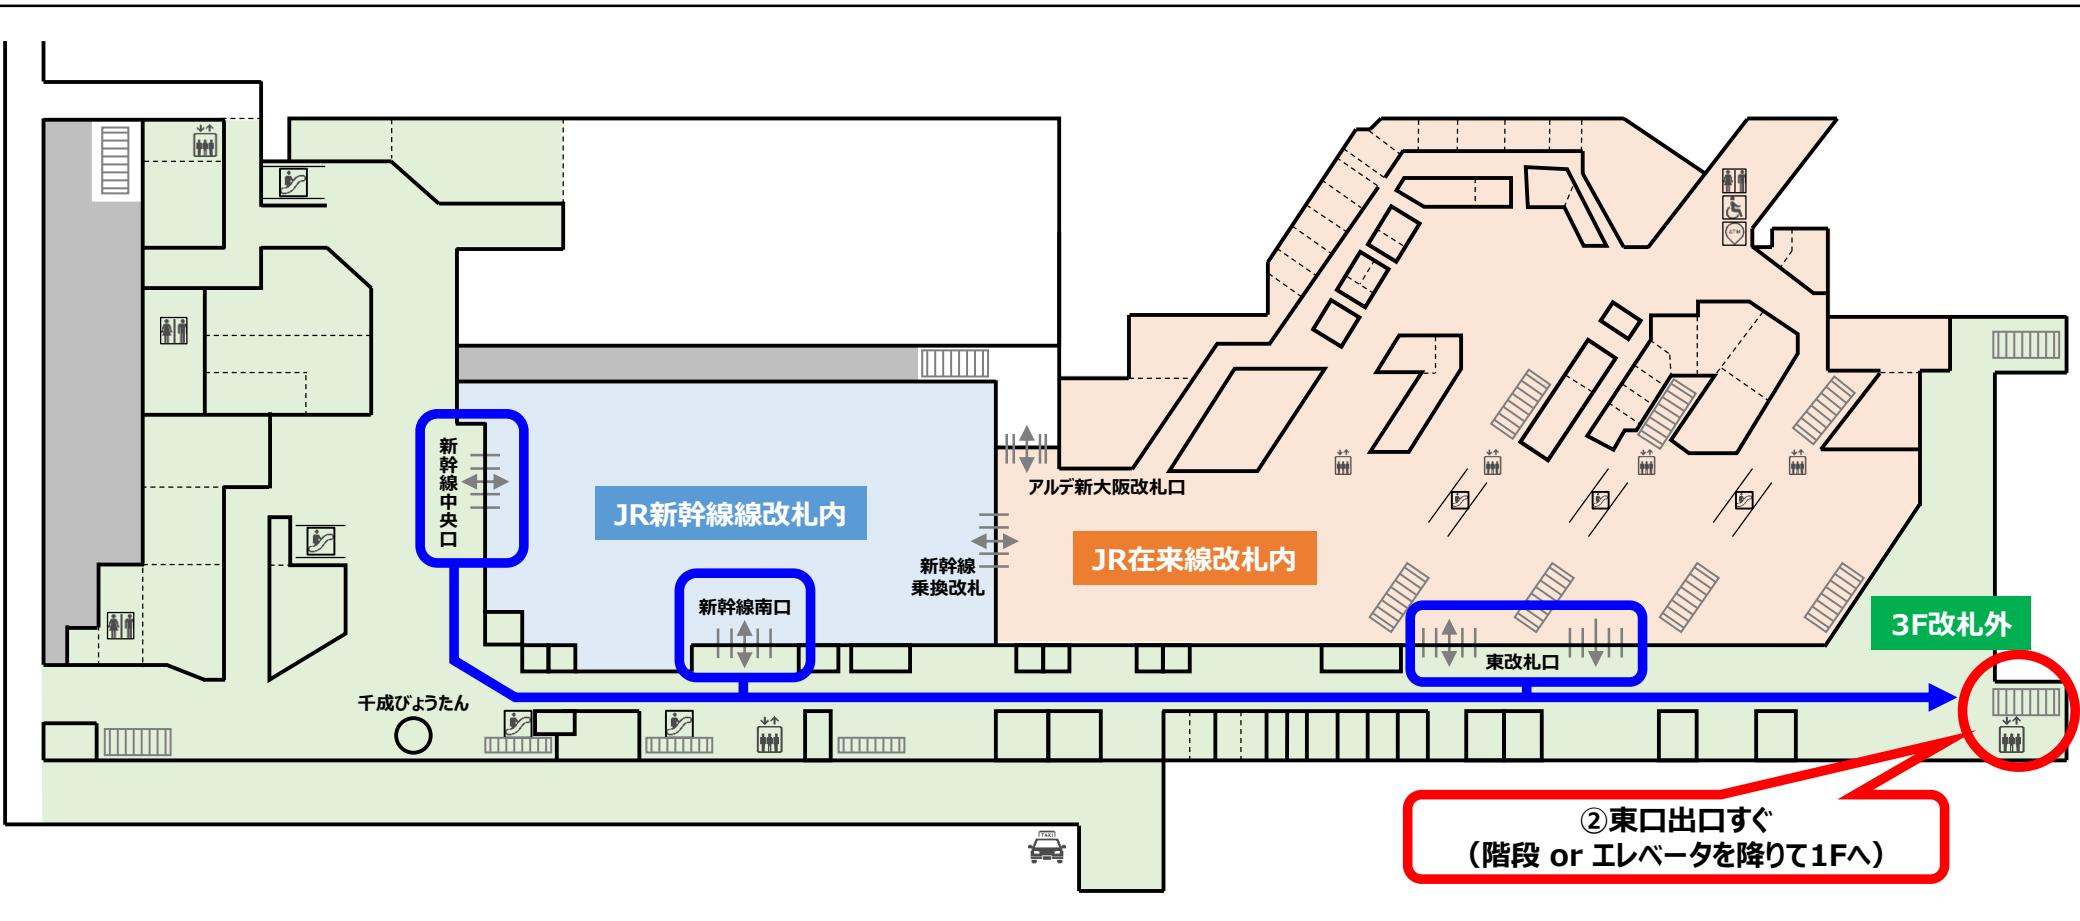 新幹線中央口
JR新幹線線改札内
新幹線南口
アルデ新大阪改札口
新幹線
乗換改札
JR在来線改札内
東改札口
3F改札外
千成びょうたん
ATM
TAXI
②東口出口すぐ
（階段 or エレベータを降りて1Fへ）